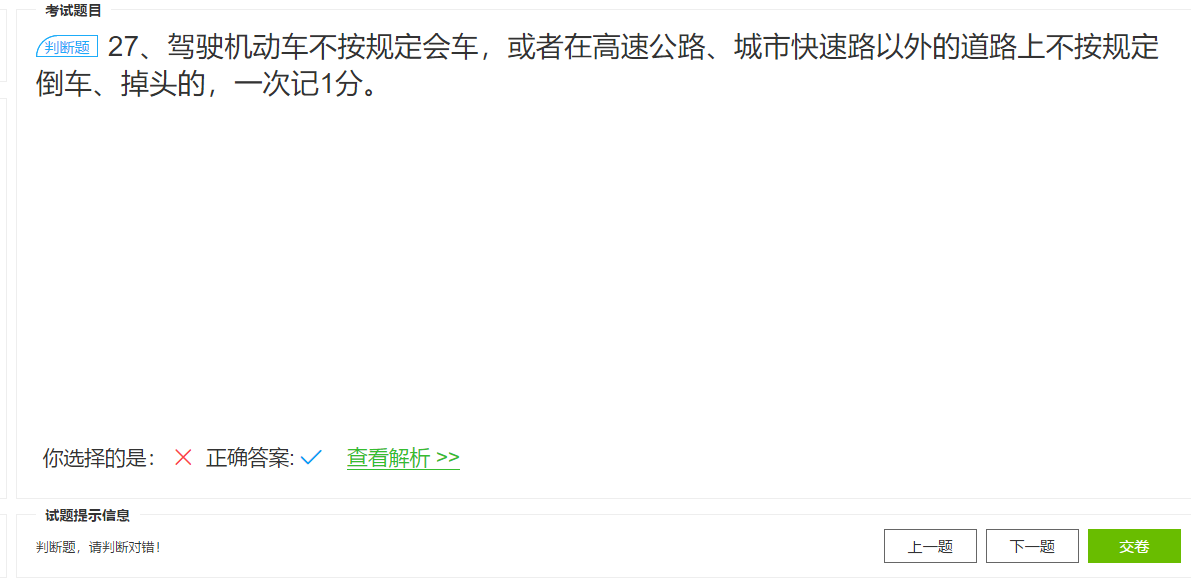 考试题目
判断题 27、驾驶机动车不按规定会车，或者在高速公路、城市快速路以外的道路上不按规定
倒车、掉头的，一次记1分。
你选择的是： 正确答案: 查看解析 >>
试题提示信息
判断题，请判断对错！
上一题 下一题 交卷